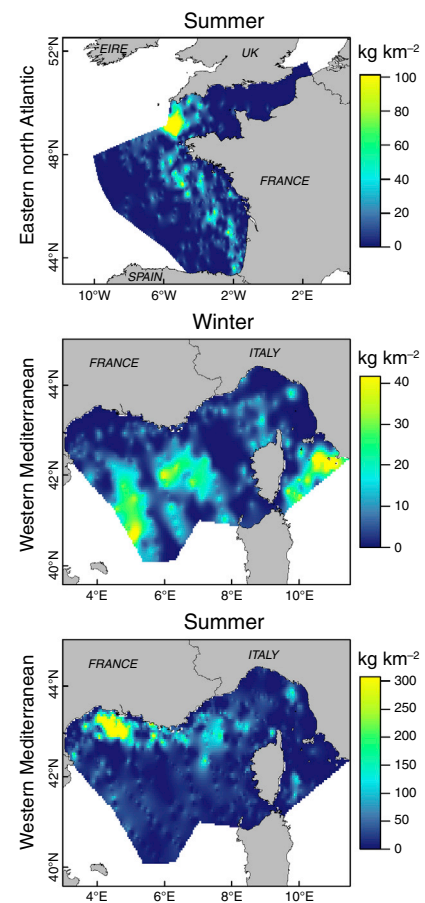 Summer
Eastern north Atlantic
52°N
48°N
44°N
EIRE
UK
FRANCE
SPAIN
10°W 6°W 2°W 2°E
kg km⁻²
100
80
60
40
20
0
Winter
Western Mediterranean
44°N
42°N
40°N
FRANCE
ITALY
4°E 6°E 8°E 10°E
kg km⁻²
40
30
20
10
0
Summer
Western Mediterranean
44°N
42°N
40°N
FRANCE
ITALY
4°E 6°E 8°E 10°E
kg km⁻²
300
250
200
150
100
50
0